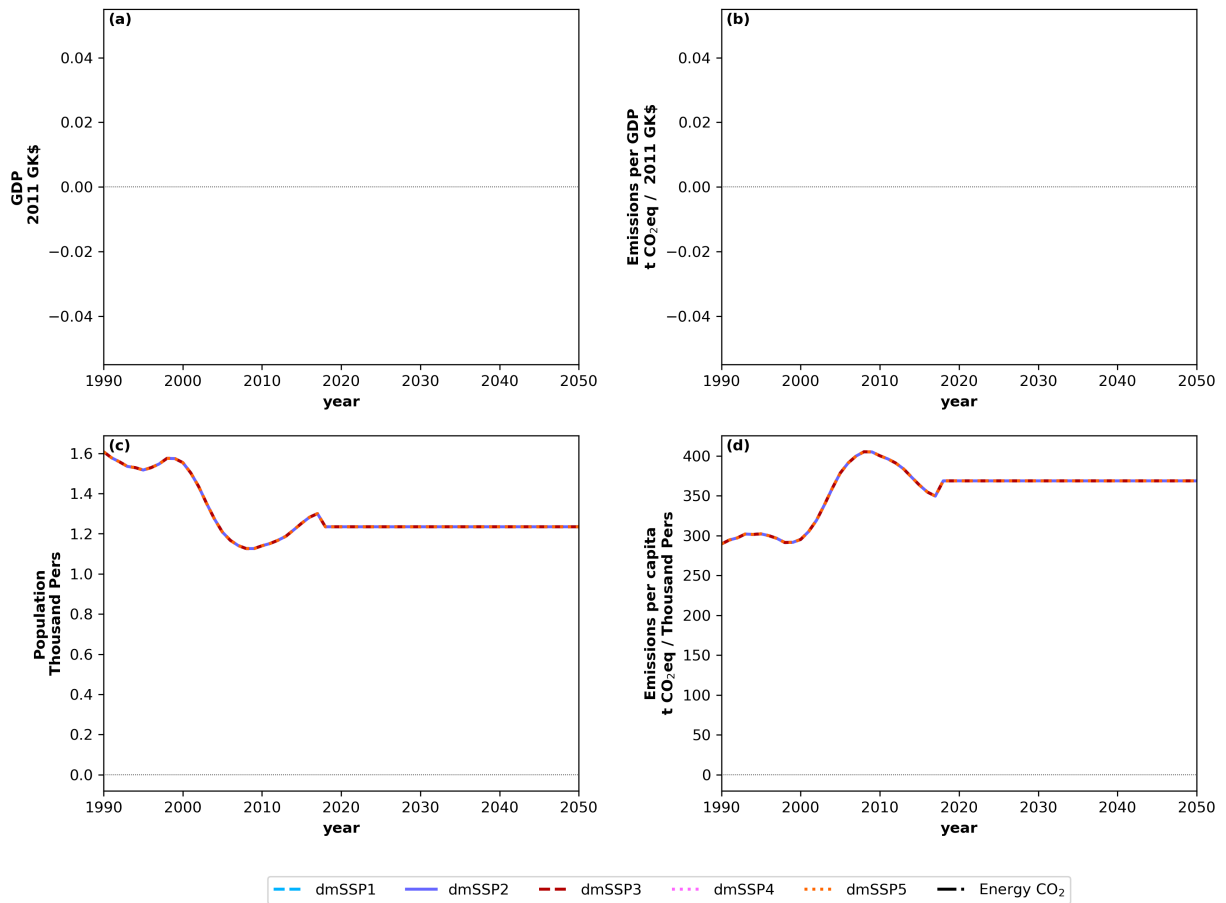 (a)
GDP
2011 GK$
0.04
0.02
0.00
−0.02
−0.04
1990 2000 2010 2020 2030 2040 2050
year
(b)
Emissions per GDP
t CO₂eq / 2011 GK$
0.04
0.02
0.00
−0.02
−0.04
1990 2000 2010 2020 2030 2040 2050
year
(c)
Population
Thousand Pers
1.6
1.4
1.2
1.0
0.8
0.6
0.4
0.2
0.0
1990 2000 2010 2020 2030 2040 2050
year
(d)
Emissions per capita
t CO₂eq / Thousand Pers
400
350
300
250
200
150
100
50
0
1990 2000 2010 2020 2030 2040 2050
year
dmSSP1 dmSSP2 dmSSP3 dmSSP4 dmSSP5 Energy CO₂